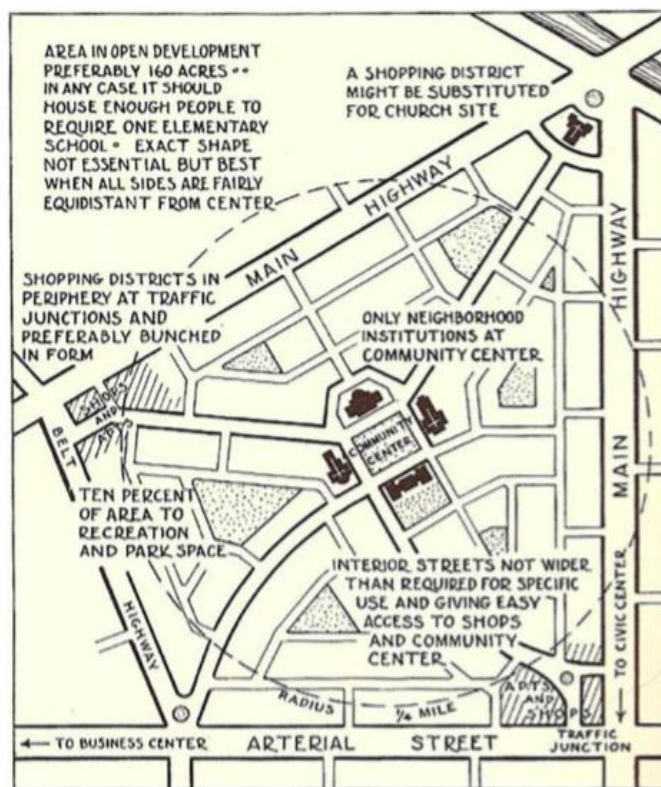 AREA IN OPEN DEVELOPMENT
PREFERABLY 160 ACRES --
IN ANY CASE IT SHOULD
HOUSE ENOUGH PEOPLE TO
REQUIRE ONE ELEMENTARY
SCHOOL - EXACT SHAPE
NOT ESSENTIAL BUT BEST
WHEN ALL SIDES ARE FAIRLY
EQUIDISTANT FROM CENTER
A SHOPPING DISTRICT
MIGHT BE SUBSTITUTED
FOR CHURCH SITE
MAIN HIGHWAY
HIGHWAY
MAIN
SHOPPING DISTRICTS IN
PERIPHERY AT TRAFFIC
JUNCTIONS AND
PREFERABLY BUNCHED
IN FORM
ONLY NEIGHBORHOOD
INSTITUTIONS AT
COMMUNITY CENTER
SHOPS
AND
APTS
BELT
HIGHWAY
COMMUNITY
CENTER
TEN PERCENT
OF AREA TO
RECREATION
AND PARK SPACE
INTERIOR STREETS NOT WIDER
THAN REQUIRED FOR SPECIFIC
USE AND GIVING EASY
ACCESS TO SHOPS
AND COMMUNITY
CENTER
→ TO CIVIC CENTER
RADIUS 1/4 MILE
APTS
AND
SHOPS
← TO BUSINESS CENTER
ARTERIAL STREET
TRAFFIC
JUNCTION